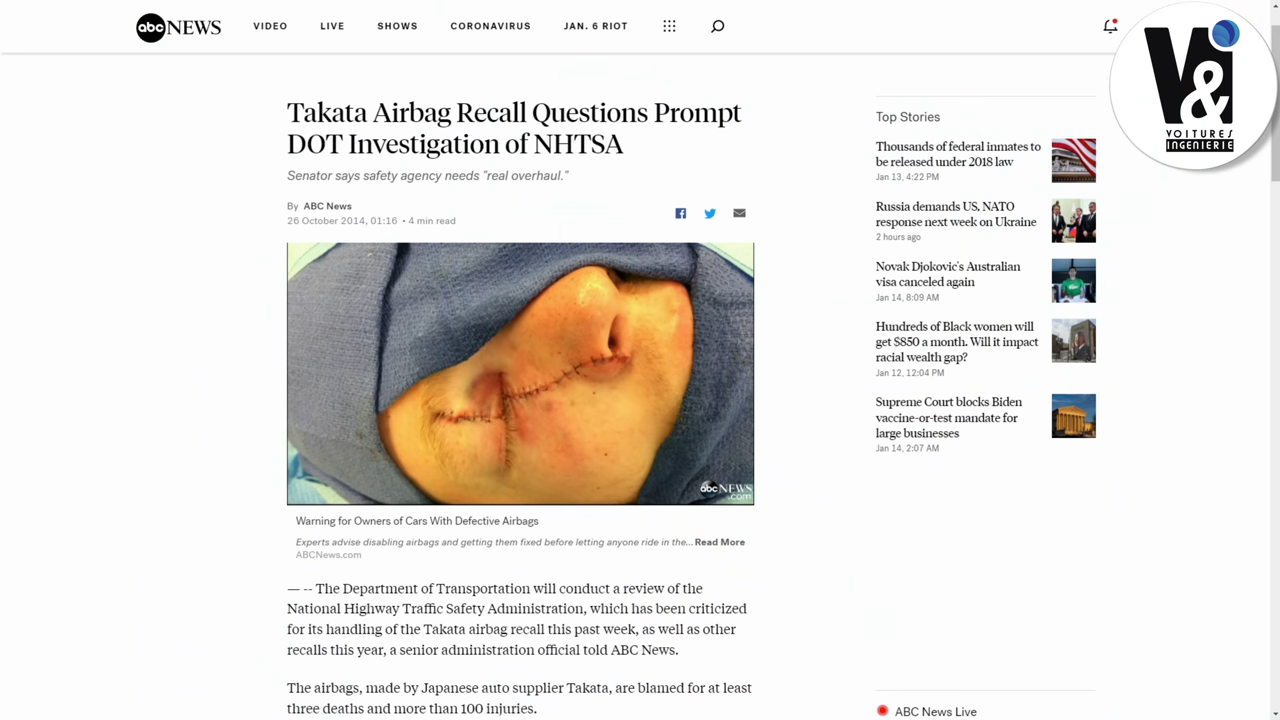 abc NEWS
VIDEO
LIVE
SHOWS
CORONAVIRUS
JAN. 6 RIOT
V&
VOITURES
INGENIERIE
Takata Airbag Recall Questions Prompt
DOT Investigation of NHTSA
Senator says safety agency needs "real overhaul."
By ABC News
26 October 2014, 01:16 • 4 min read
abc NEWS
.com
Warning for Owners of Cars With Defective Airbags
Experts advise disabling airbags and getting them fixed before letting anyone ride in the... Read More
ABCNews.com
— -- The Department of Transportation will conduct a review of the
National Highway Traffic Safety Administration, which has been criticized
for its handling of the Takata airbag recall this past week, as well as other
recalls this year, a senior administration official told ABC News.
The airbags, made by Japanese auto supplier Takata, are blamed for at least
three deaths and more than 100 injuries.
Top Stories
Thousands of federal inmates to
be released under 2018 law
Jan 13, 4:22 PM
Russia demands US, NATO
response next week on Ukraine
2 hours ago
Novak Djokovic's Australian
visa canceled again
Jan 14, 8:09 AM
Hundreds of Black women will
get $850 a month. Will it impact
racial wealth gap?
Jan 12, 12:04 PM
Supreme Court blocks Biden
vaccine-or-test mandate for
large businesses
Jan 14, 2:07 AM
ABC News Live